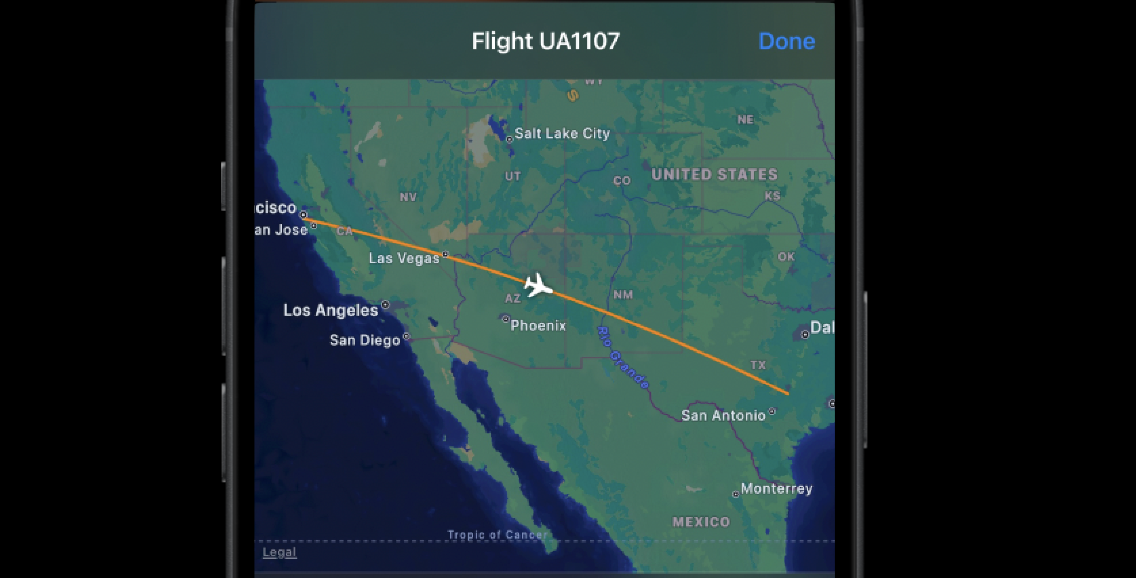 Flight UA1107
Done
WY
Salt Lake City
NE
UT
CO
UNITED STATES
NV
KS
cisco
an Jose
CA
Las Vegas
OK
AZ
NM
Los Angeles
Phoenix
Dal
San Diego
Rio Grande
TX
San Antonio
Monterrey
MEXICO
Tropic of Cancer
Legal